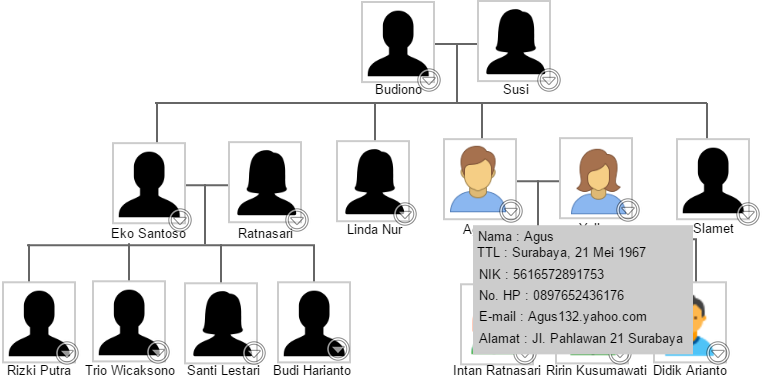 Budiono
Susi
Eko Santoso
Ratnasari
Linda Nur
Slamet
Nama : Agus
TTL : Surabaya, 21 Mei 1967
NIK : 5616572891753
No. HP : 0897652436176
E-mail : Agus132.yahoo.com
Alamat : Jl. Pahlawan 21 Surabaya
Rizki Putra
Trio Wicaksono
Santi Lestari
Budi Harianto
Intan Ratnasari
Ririn Kusumawati
Didik Arianto